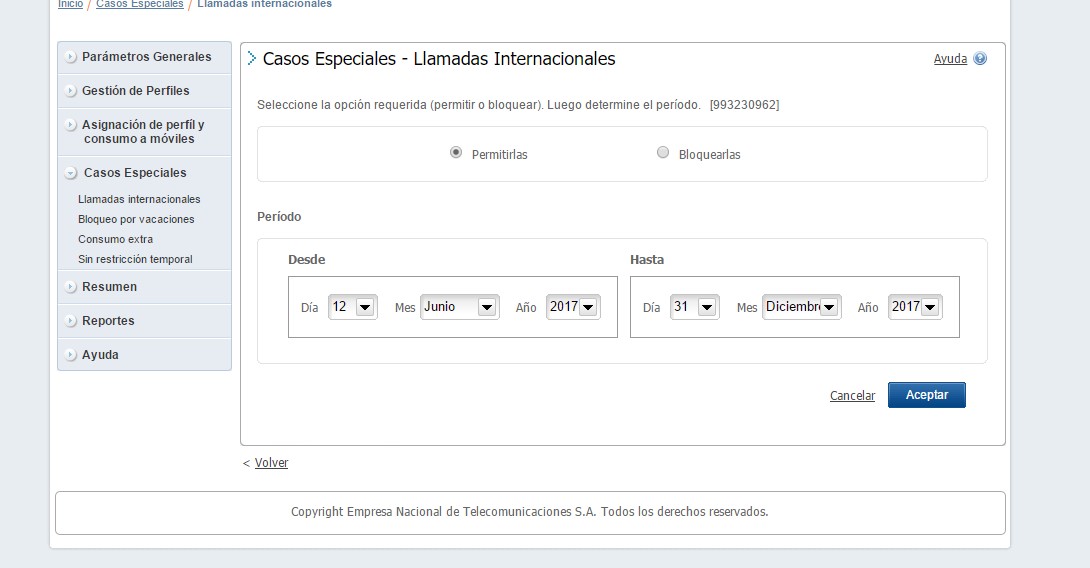 Inicio / Casos Especiales / Llamadas internacionales
Parámetros Generales
Gestión de Perfiles
Asignación de perfíl y
consumo a móviles
Casos Especiales
Llamadas internacionales
Bloqueo por vacaciones
Consumo extra
Sin restricción temporal
Resumen
Reportes
Ayuda
Casos Especiales - Llamadas Internacionales
Ayuda ?
Seleccione la opción requerida (permitir o bloquear). Luego determine el período. [993230962]
Permitirlas Bloquearlas
Período
Desde Hasta
Día 12 Mes Junio Año 2017 Día 31 Mes Diciembre Año 2017
Cancelar Aceptar
< Volver
Copyright Empresa Nacional de Telecomunicaciones S.A. Todos los derechos reservados.